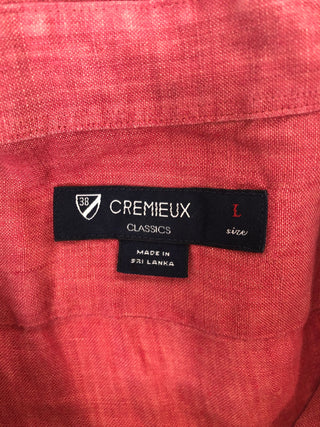 38
CREMIEUX
CLASSICS
L
size
MADE IN
SRI LANKA